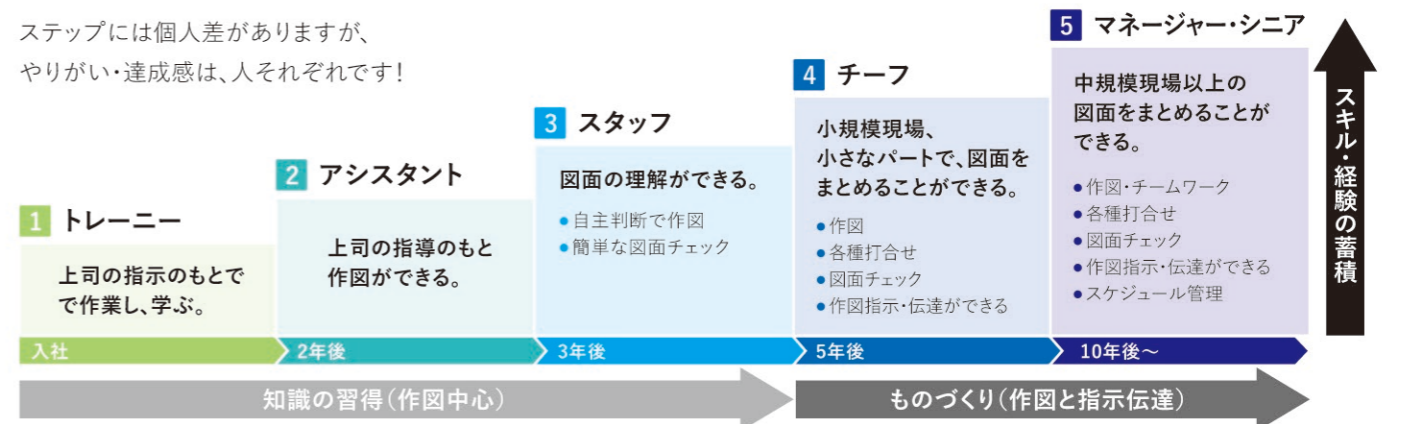 ステップには個人差がありますが、
やりがい・達成感は、人それぞれです!
1 トレーニー
上司の指示のもとで
で作業し、学ぶ。
入社
2 アシスタント
上司の指導のもと
作図ができる。
2年後
3 スタッフ
図面の理解ができる。
●自主判断で作図
●簡単な図面チェック
3年後
4 チーフ
小規模現場、
小さなパートで、図面を
まとめることができる。
●作図
●各種打合せ
●図面チェック
●作図指示・伝達ができる
5年後
5 マネージャー・シニア
中規模現場以上の
図面をまとめることが
できる。
●作図・チームワーク
●各種打合せ
●図面チェック
●作図指示・伝達ができる
●スケジュール管理
10年後~
スキル・経験の蓄積
知識の習得(作図中心)
ものづくり(作図と指示伝達)